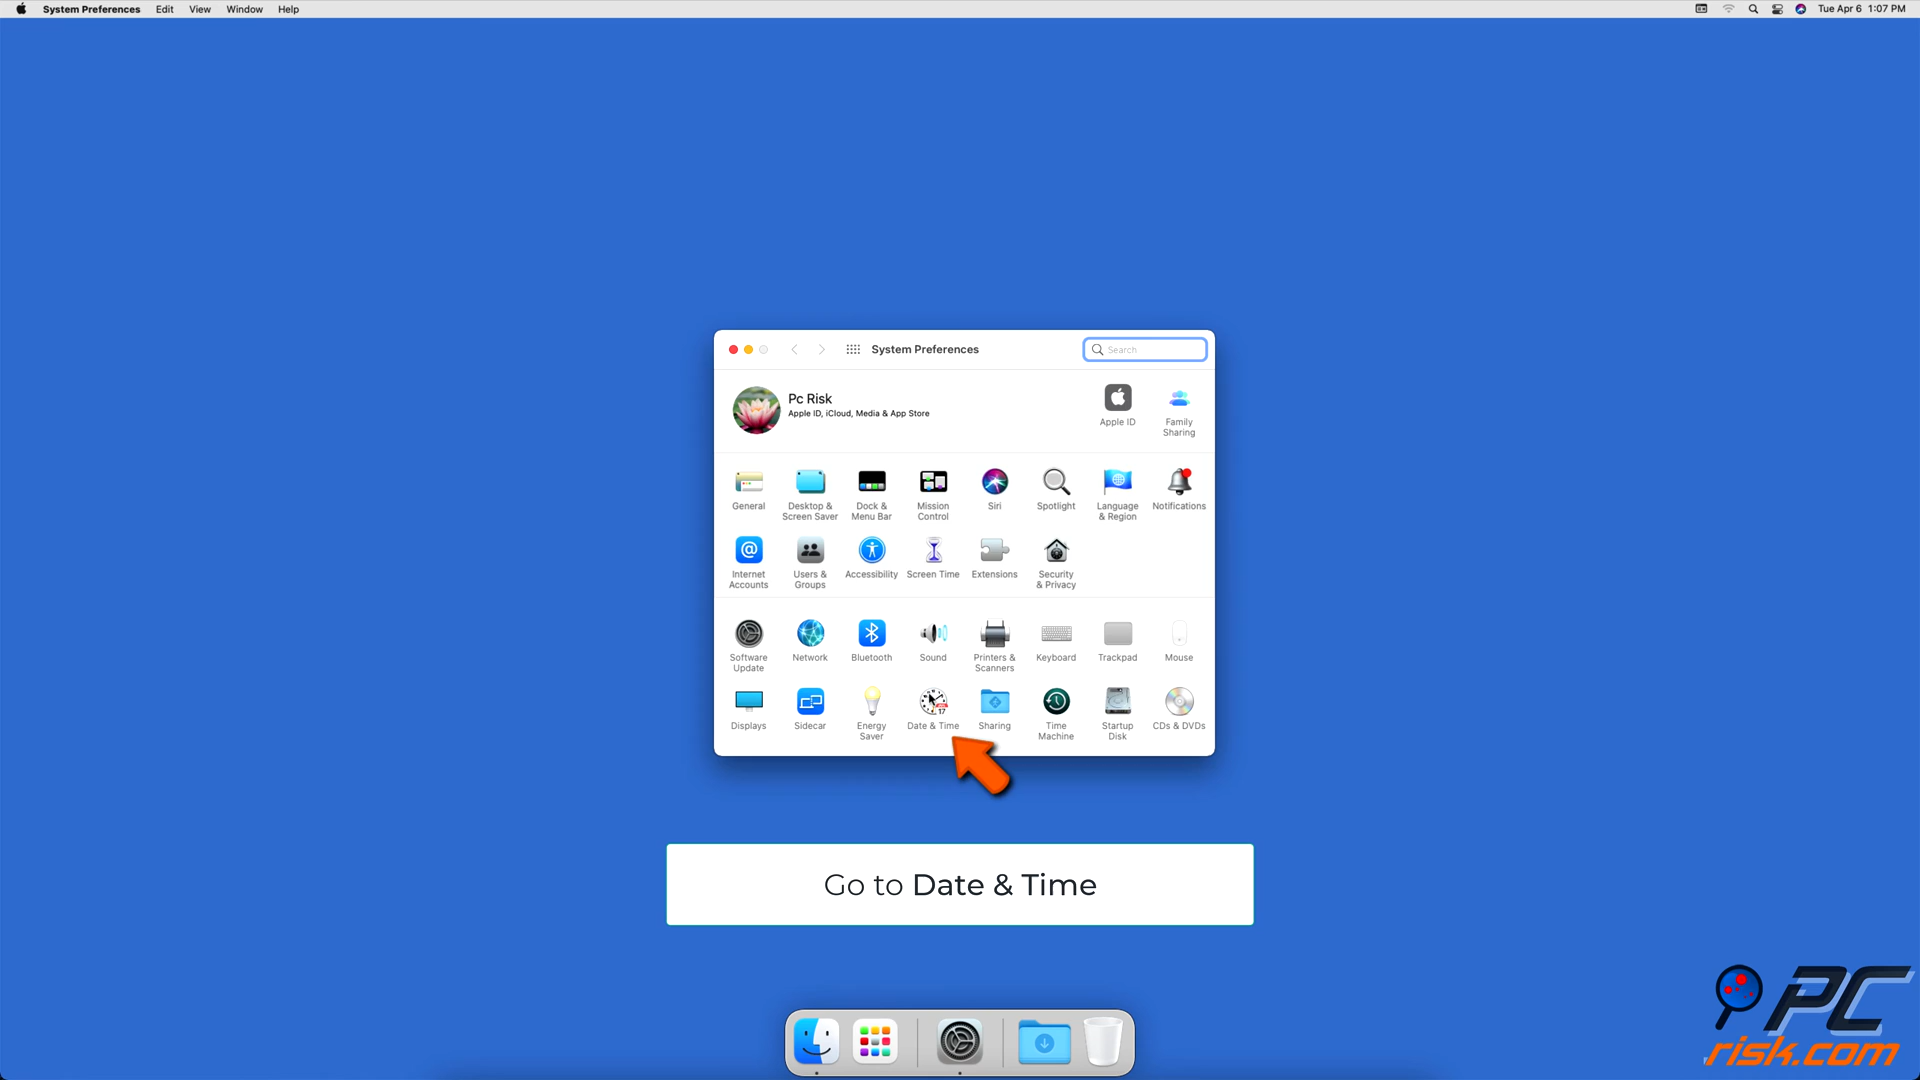 System Preferences Edit View Window Help Tue Apr 6 1:07 PM
System Preferences Search
Pc Risk
Apple ID, iCloud, Media & App Store
Apple ID
Family
Sharing
General
Desktop &
Screen Saver
Dock &
Menu Bar
Mission
Control
Siri
Spotlight
Language
& Region
Notifications
Internet
Accounts
Users &
Groups
Accessibility
Screen Time
Extensions
Security
& Privacy
Software
Update
Network
Bluetooth
Sound
Printers &
Scanners
Keyboard
Trackpad
Mouse
Displays
Sidecar
Energy
Saver
17
Date & Time
Sharing
Time
Machine
Startup
Disk
CDs & DVDs
Go to Date & Time
PC
risk.com